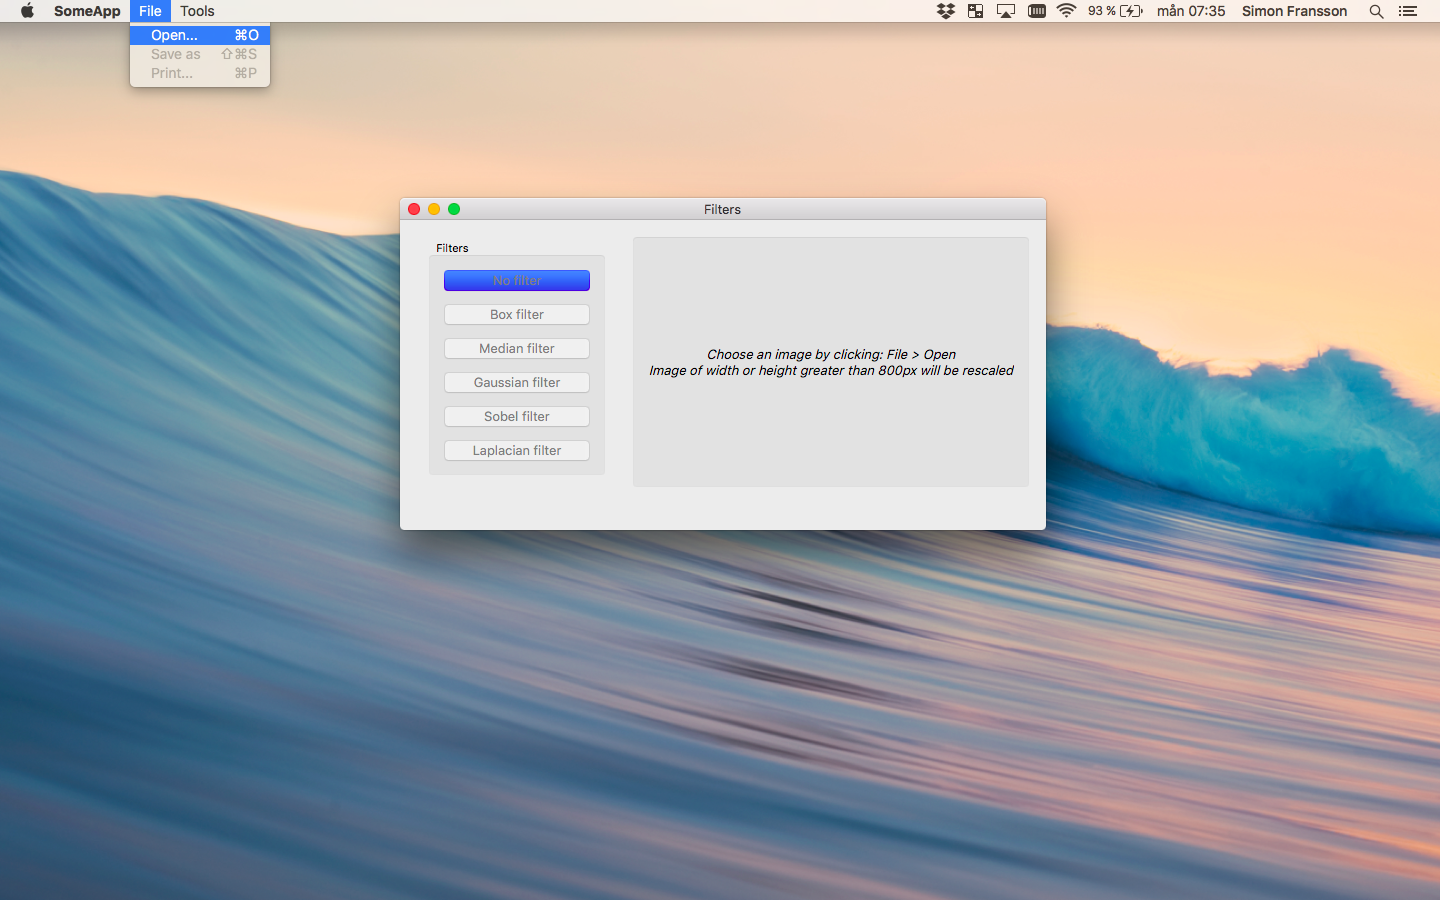 SomeApp File Tools 93 % mån 07:35 Simon Fransson
Open... ⌘O
Save as ⇧⌘S
Print... ⌘P
Filters
Filters
No filter
Box filter
Median filter
Gaussian filter
Sobel filter
Laplacian filter
Choose an image by clicking: File > Open
Image of width or height greater than 800px will be rescaled